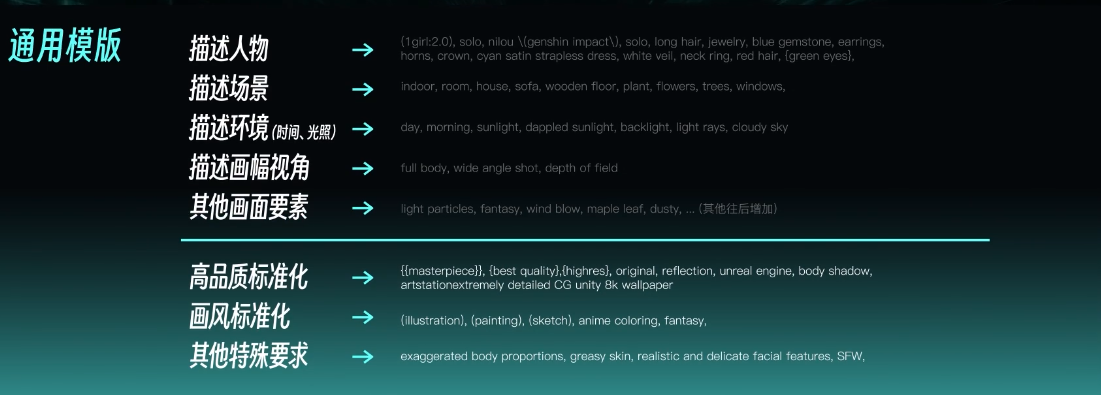 通用模版
描述人物 → (1girl:2.0), solo, nilou \(genshin impact\), solo, long hair, jewelry, blue gemstone, earrings,
horns, crown, cyan satin strapless dress, white veil, neck ring, red hair, {green eyes},
描述场景 → indoor, room, house, sofa, wooden floor, plant, flowers, trees, windows,
描述环境(时间、光照) → day, morning, sunlight, dappled sunlight, backlight, light rays, cloudy sky
描述画幅视角 → full body, wide angle shot, depth of field
其他画面要素 → light particles, fantasy, wind blow, maple leaf, dusty, ... (其他往后增加)
高品质标准化 → {{masterpiece}}, {best quality},{highres}, original, reflection, unreal engine, body shadow,
artstationextremely detailed CG unity 8k wallpaper
画风标准化 → (illustration), (painting), (sketch), anime coloring, fantasy,
其他特殊要求 → exaggerated body proportions, greasy skin, realistic and delicate facial features, SFW,